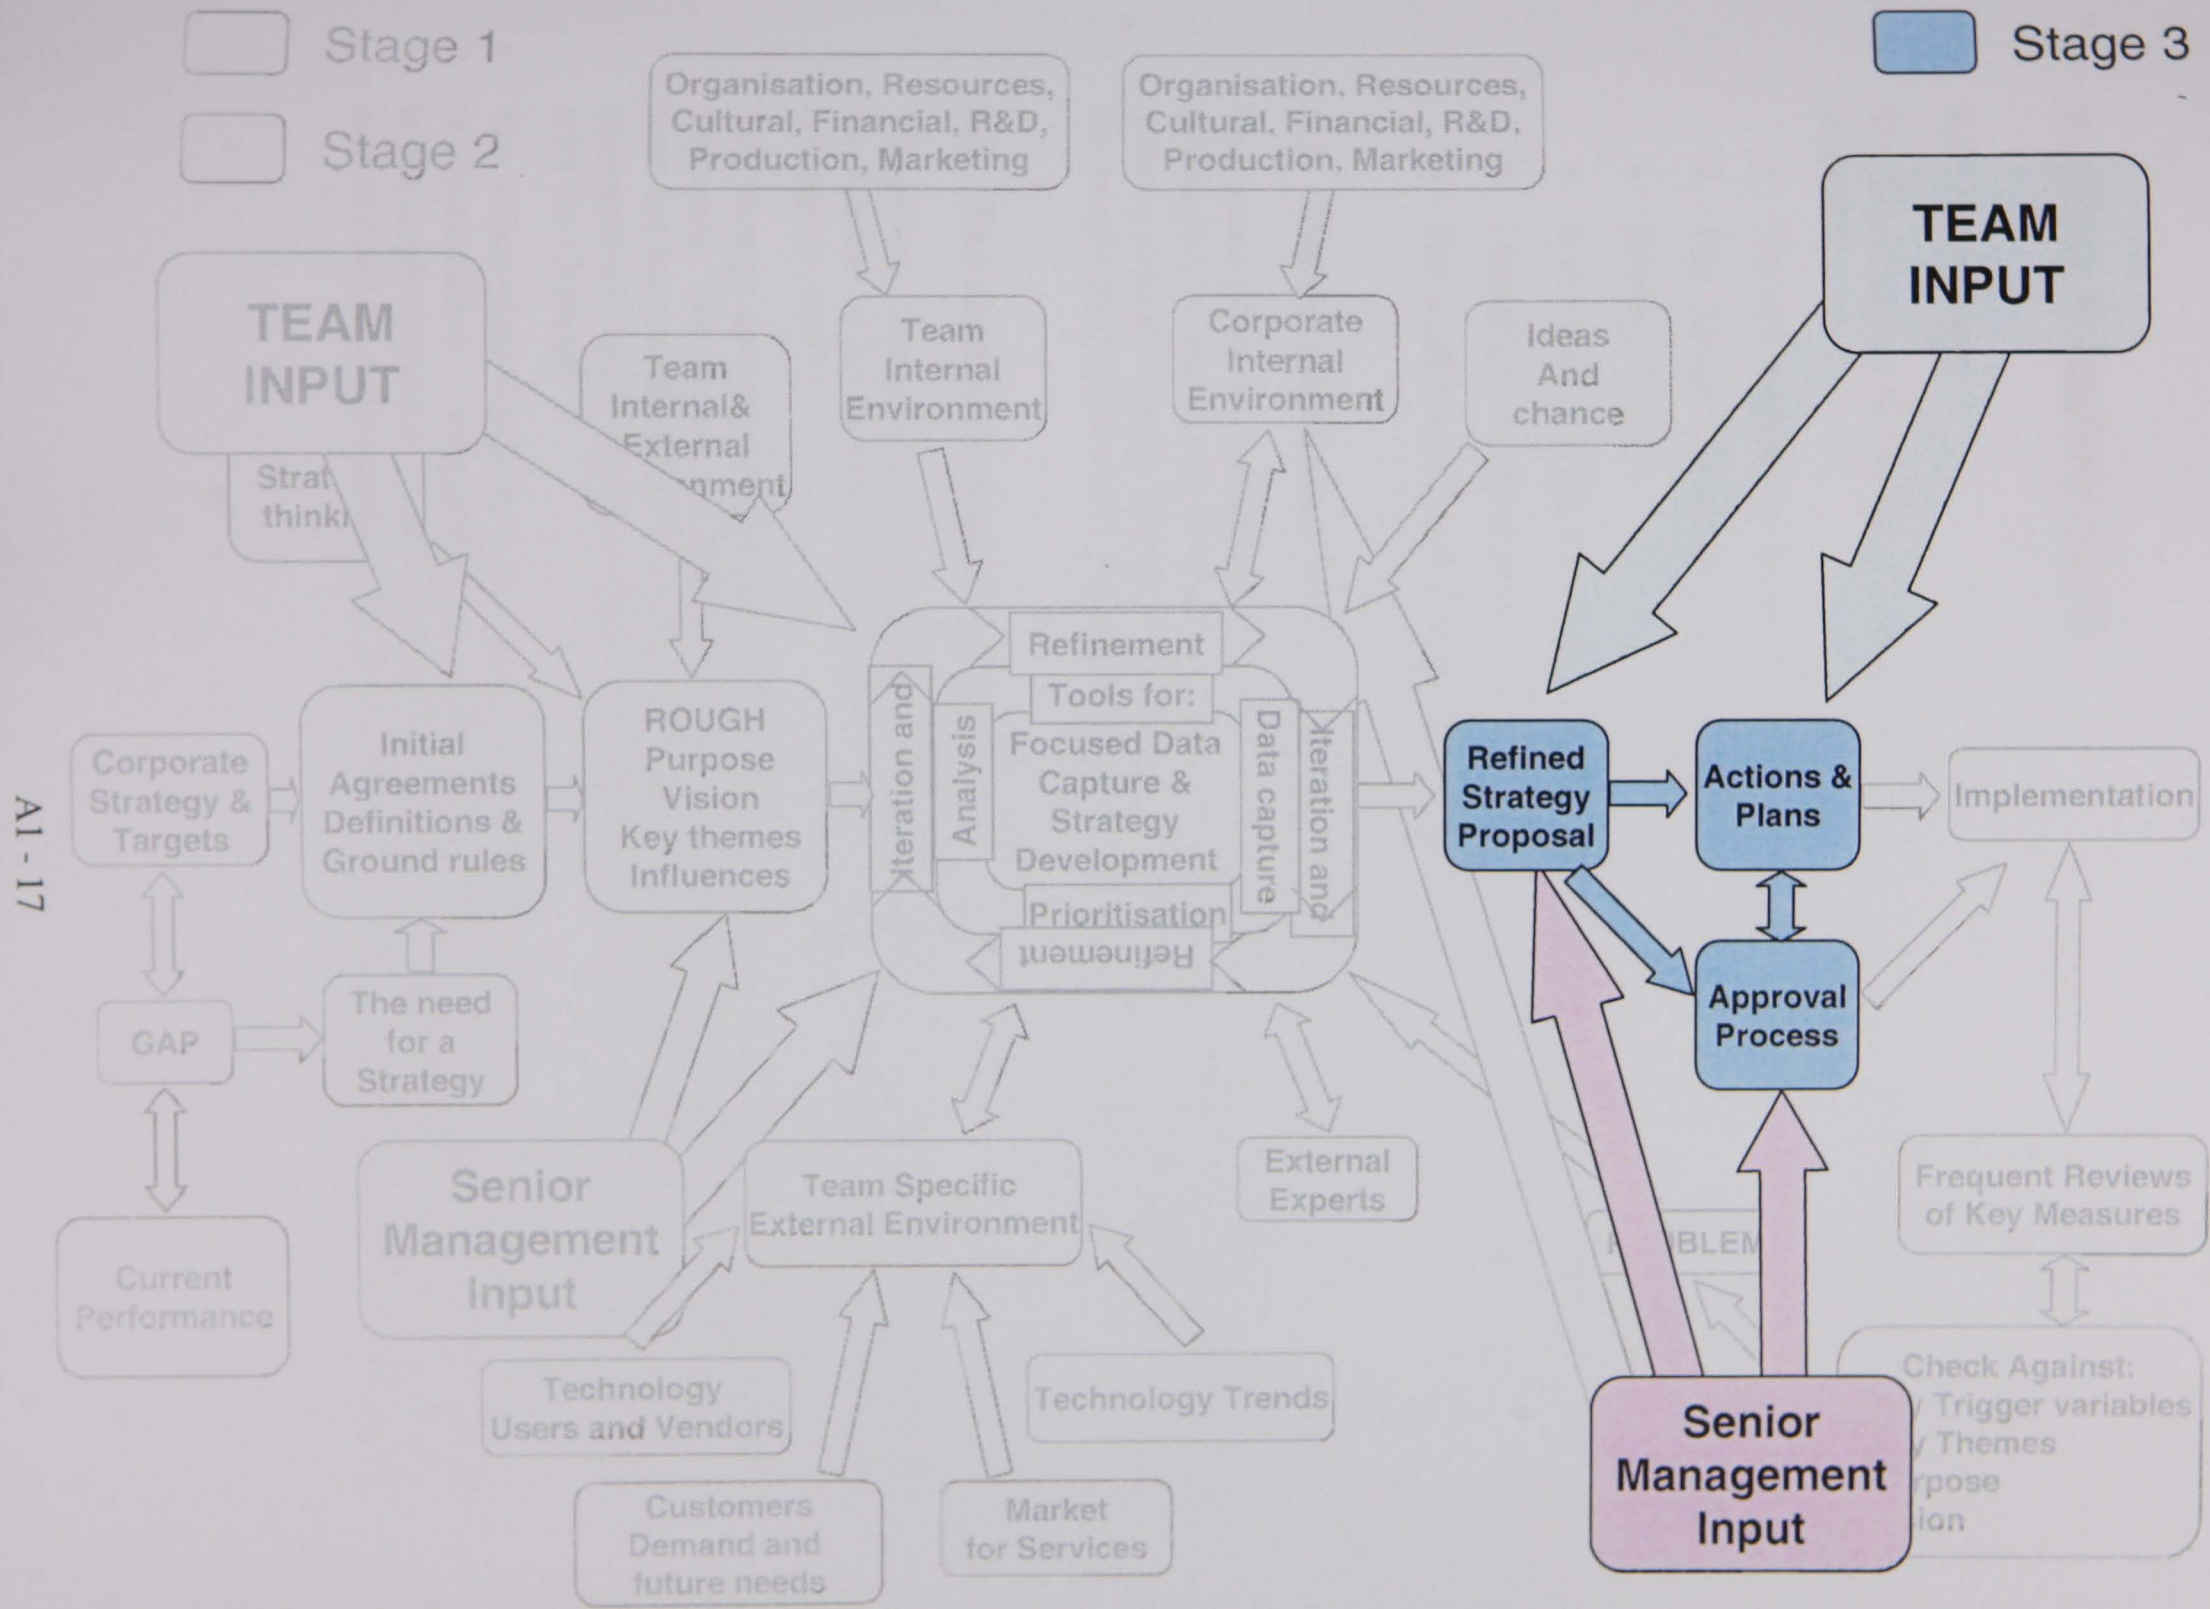 Stage 1
Stage 2
Stage 3
Organisation, Resources,
Cultural, Financial, R&D,
Production, Marketing
Organisation, Resources,
Cultural, Financial, R&D,
Production, Marketing
TEAM
INPUT
TEAM
INPUT
Team
Internal&
External
Team
Internal
Environment
Corporate
Internal
Environment
Ideas
And
chance
Refinement
Tools for:
Iteration and
Analysis
Focused Data
Capture &
Strategy
Development
Data capture
Iteration and
Prioritisation
Refinement
Corporate
Strategy &
Targets
Initial
Agreements
Definitions &
Ground rules
ROUGH
Purpose
Vision
Key themes
Influences
Refined
Strategy
Proposal
Actions &
Plans
Implementation
Approval
Process
GAP
The need
for a
Strategy
Current
Performance
Senior
Management
Input
Team Specific
External Environment
External
Experts
Frequent Reviews
of Key Measures
Technology
Users and Vendors
Technology Trends
Customers
Demand and
future needs
Market
for Services
Senior
Management
Input
Check Against:
Trigger variables
Themes
A1 - 17